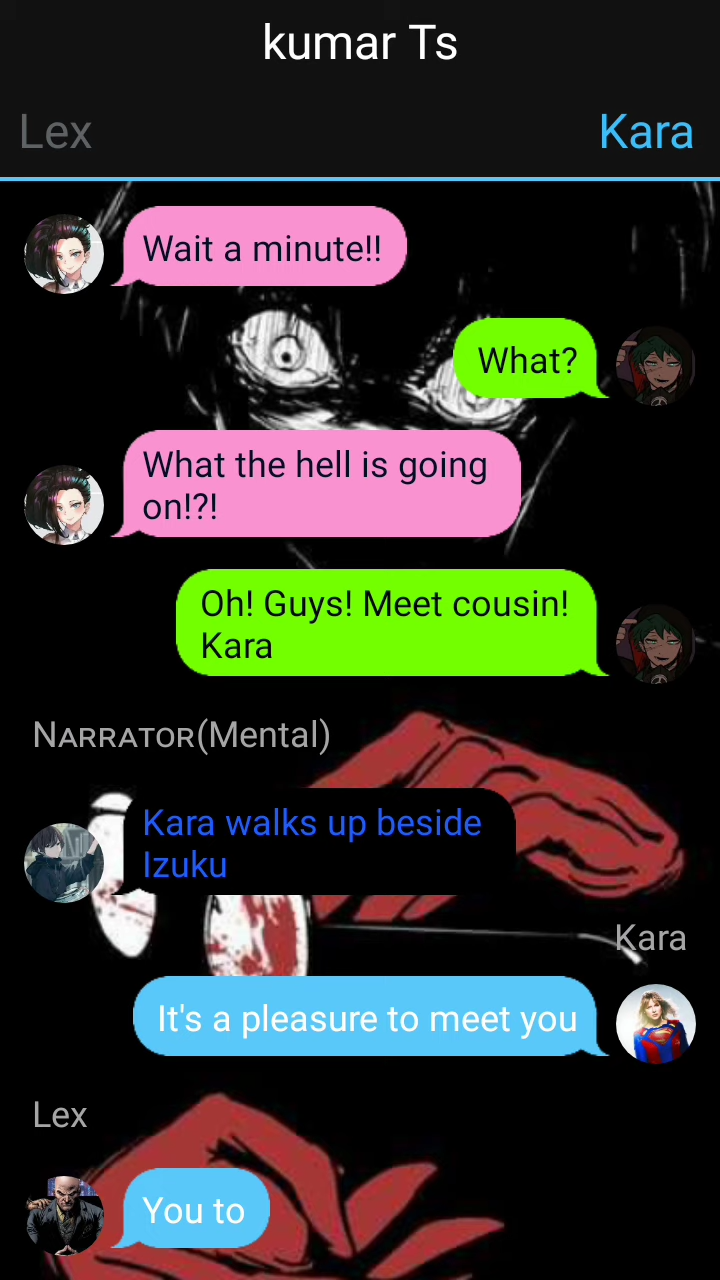 kumar Ts
Lex
Kara
Wait a minute!!
What?
What the hell is going
on!?!
Oh! Guys! Meet cousin!
Kara
NARRATOR(Mental)
Kara walks up beside
Izuku
Kara
It's a pleasure to meet you
Lex
You to